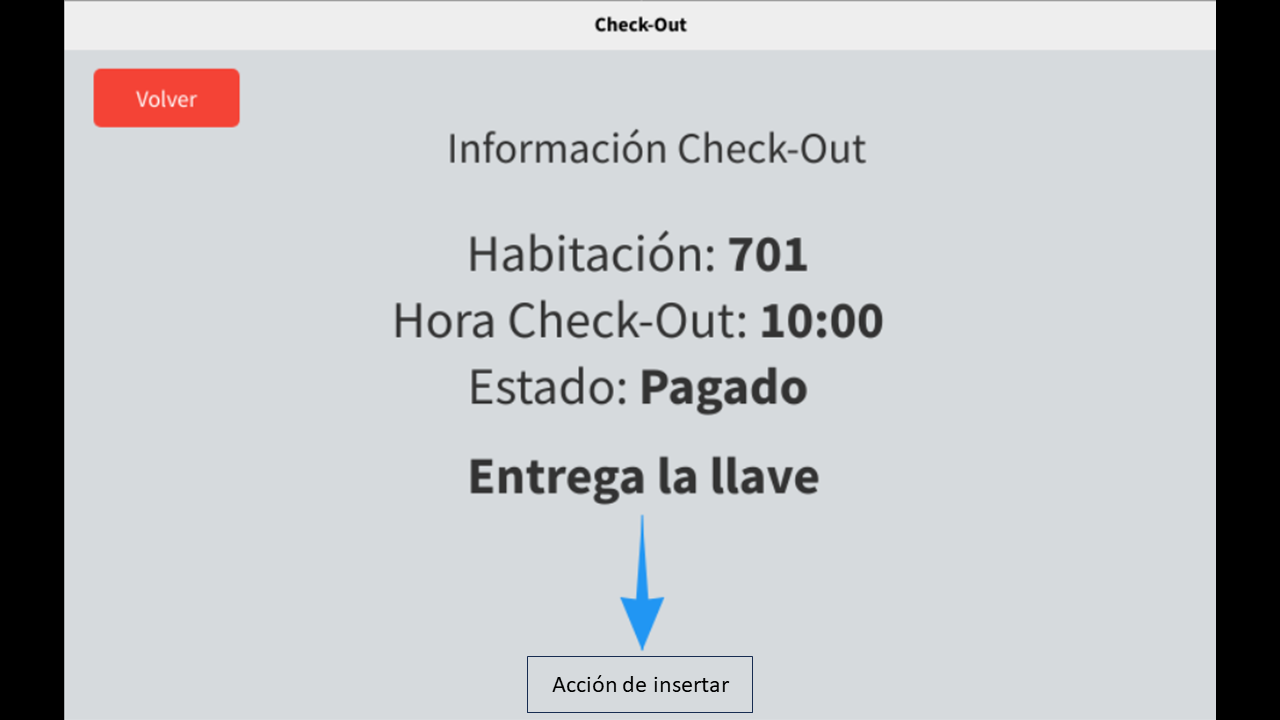 Check-Out
Volver
Información Check-Out
Habitación: 701
Hora Check-Out: 10:00
Estado: Pagado
Entrega la llave
Acción de insertar